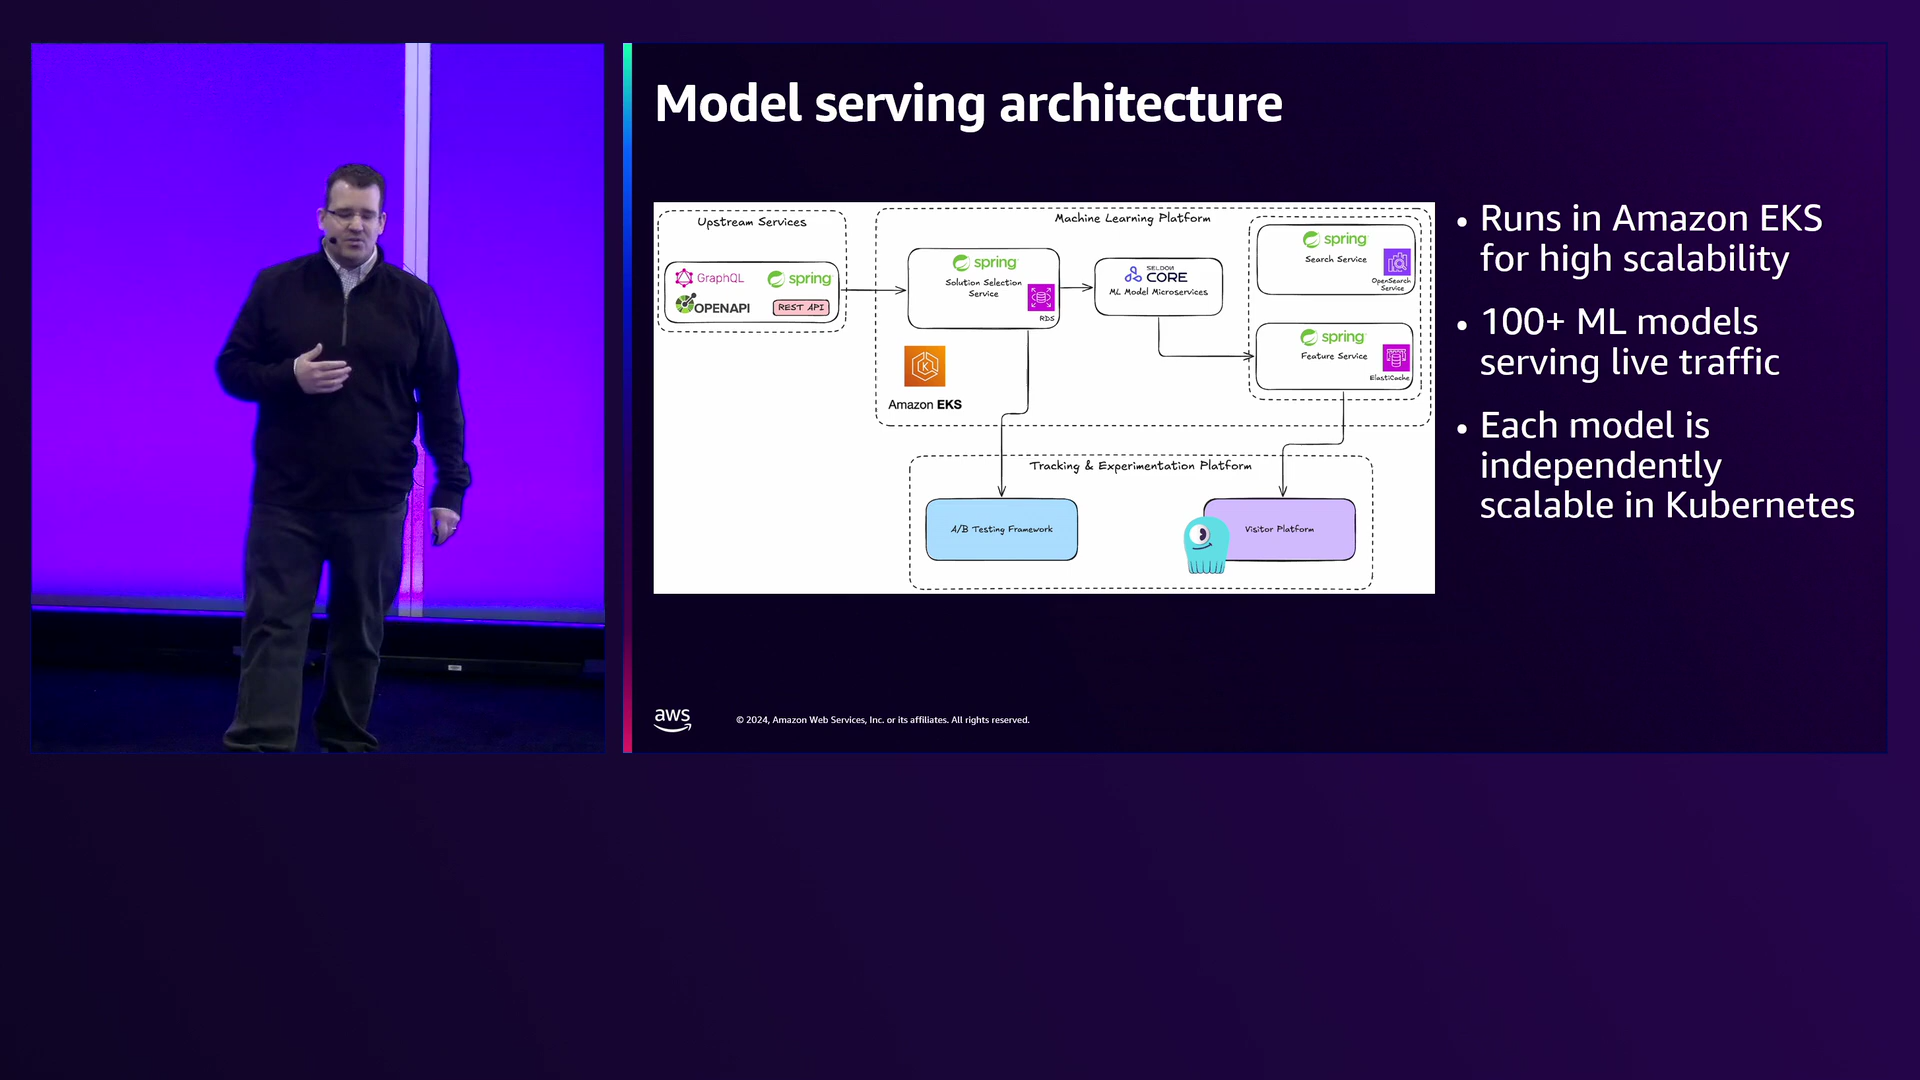 Model serving architecture
Upstream Services
GraphQL
spring
OPENAPI
REST API
Machine Learning Platform
spring
Solution Selection
Service
RDS
SELDON
CORE
ML Model Microservices
spring
Search Service
OpenSearch
Service
spring
Feature Service
ElastiCache
Amazon EKS
Tracking & Experimentation Platform
A/B Testing Framework
Visitor Platform
• Runs in Amazon EKS
for high scalability
• 100+ ML models
serving live traffic
• Each model is
independently
scalable in Kubernetes
aws
© 2024, Amazon Web Services, Inc. or its affiliates. All rights reserved.